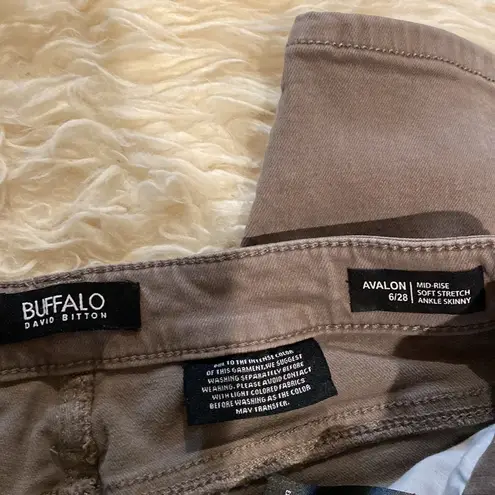 BUFFALO
DAVID BITTON
AVALON
6/28
MID-RISE
SOFT STRETCH
ANKLE SKINNY
DUE TO THE INTENSE COLOR
OF THIS GARMENT, WE SUGGEST
WASHING SEPARATELY BEFORE
WEARING. PLEASE AVOID CONTACT
WITH LIGHT COLORED FABRICS
BEFORE WASHING AS THE COLOR
MAY TRANSFER.